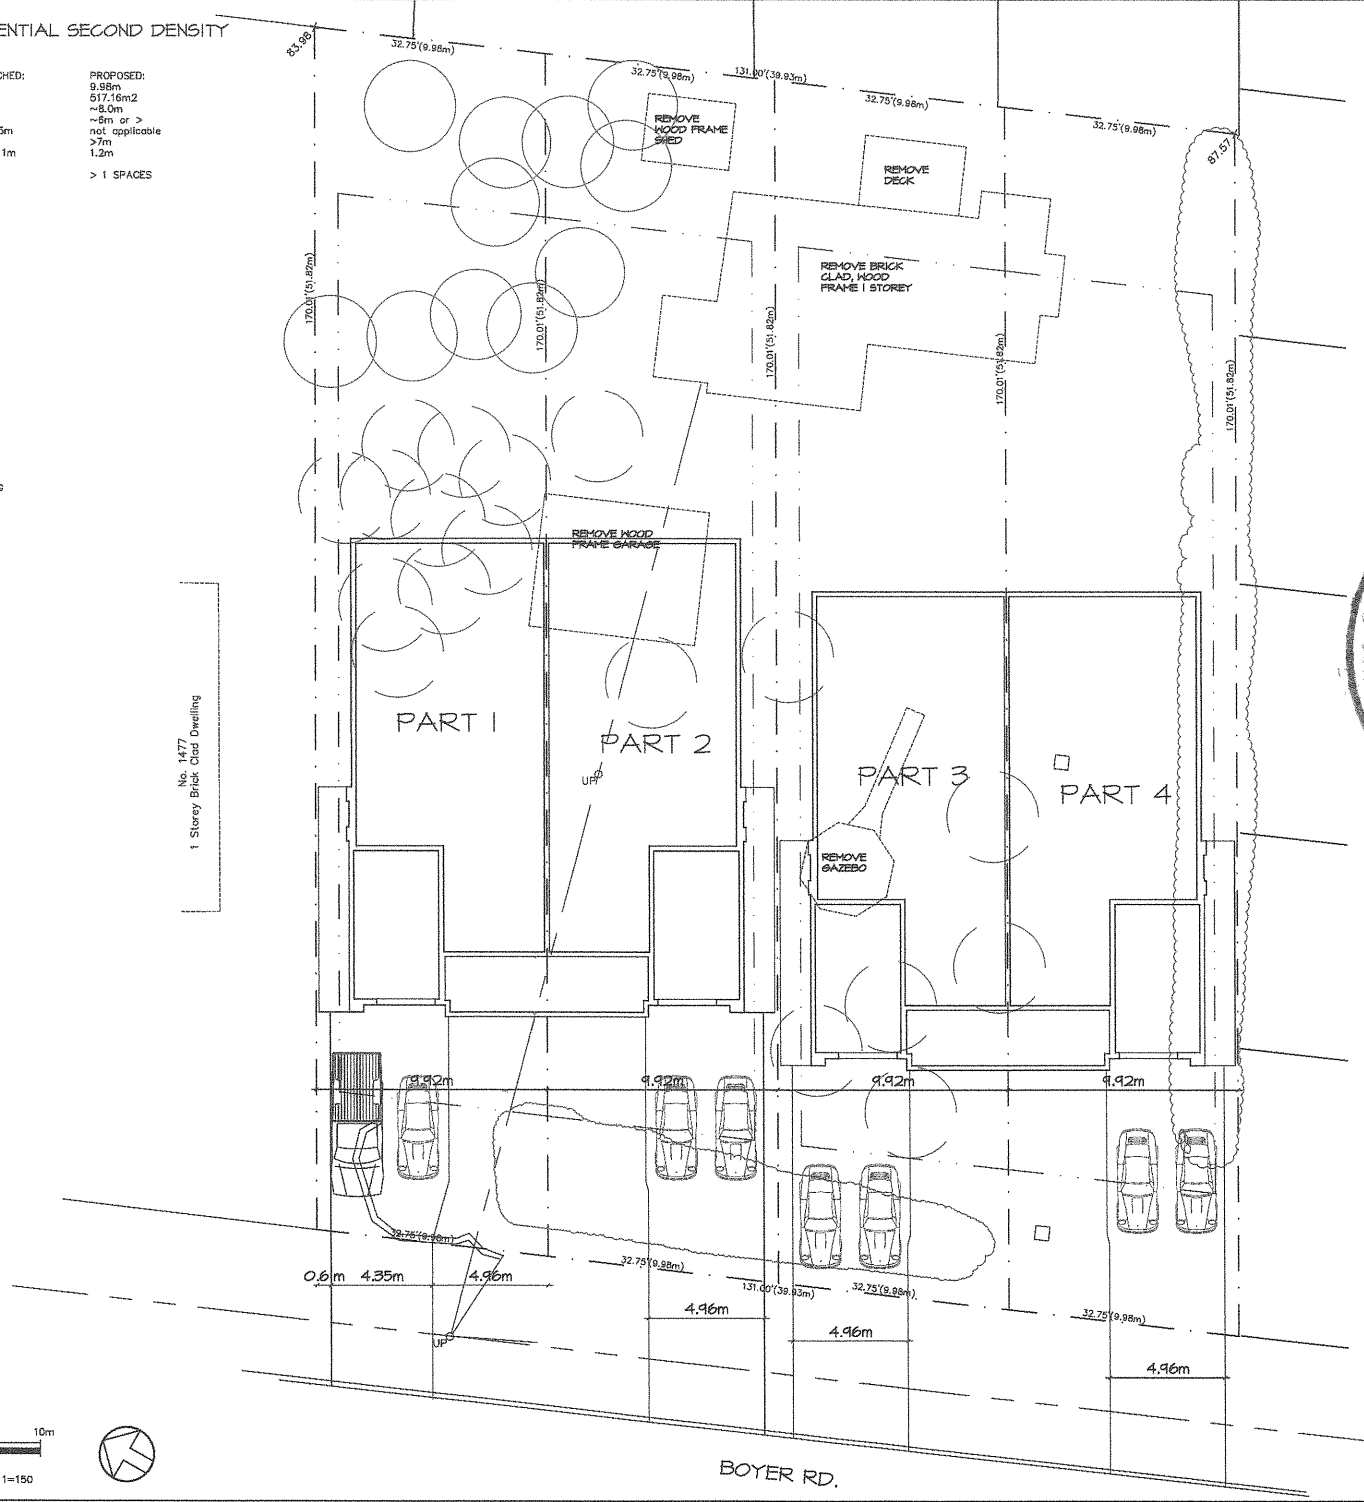 ENTIAL SECOND DENSITY
CHED:
PROPOSED:
9.98m
517.16m2
~8.0m
~6m or >
5m
not applicable
>7m
1m
1.2m
> 1 SPACES
83.98
32.75'(9.98m)
32.75'(9.98m)
131.00'(39.93m)
32.75'(9.98m)
32.75'(9.98m)
87.57
REMOVE
WOOD FRAME
SHED
REMOVE
DECK
REMOVE BRICK
CLAD, WOOD
FRAME 1 STOREY
170.01'(51.82m)
170.01'(51.82m)
170.01'(51.82m)
170.01'(51.82m)
170.01'(51.82m)
REMOVE WOOD
FRAME GARAGE
No. 1477
1 Storey Brick Clad Dwelling
PART 1
PART 2
UP
PART 3
PART 4
REMOVE
GAZEBO
9.92m
9.92m
9.92m
9.92m
32.75'(9.98m)
32.75'(9.98m)
131.00'(39.93m)
32.75'(9.98m)
32.75'(9.98m)
0.6m
4.35m
4.96m
4.96m
4.96m
4.96m
UP
10m
1=150
BOYER RD.